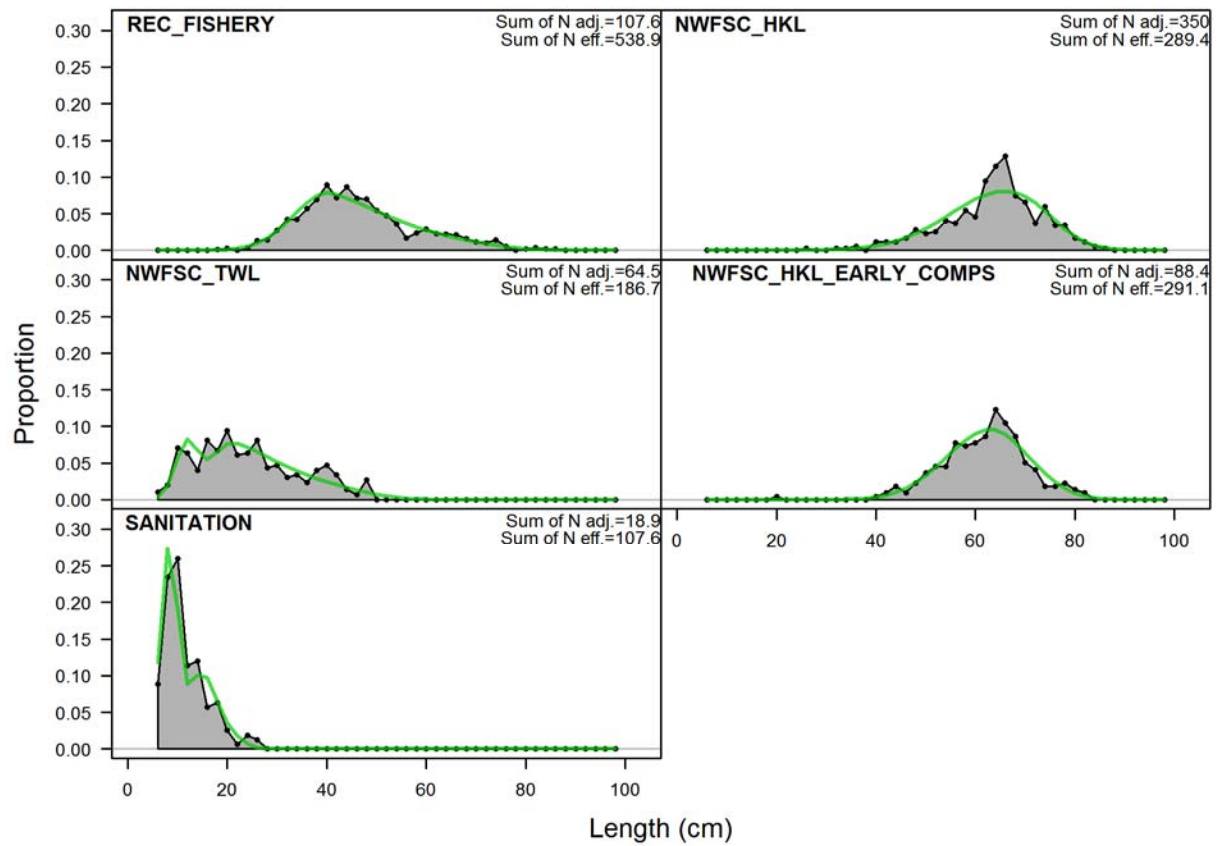 REC_FISHERY
Sum of N adj.=107.6
Sum of N eff.=538.9
NWFSC_HKL
Sum of N adj.=350
Sum of N eff.=289.4
0.30
0.25
0.20
0.15
0.10
0.05
0.00
NWFSC_TWL
Sum of N adj.=64.5
Sum of N eff.=186.7
NWFSC_HKL_EARLY_COMPS
Sum of N adj.=88.4
Sum of N eff.=291.1
0.30
0.25
0.20
0.15
0.10
0.05
0.00
0 20 40 60 80 100
SANITATION
Sum of N adj.=18.9
Sum of N eff.=107.6
0.30
0.25
0.20
0.15
0.10
0.05
0.00
0 20 40 60 80 100
Proportion
Length (cm)